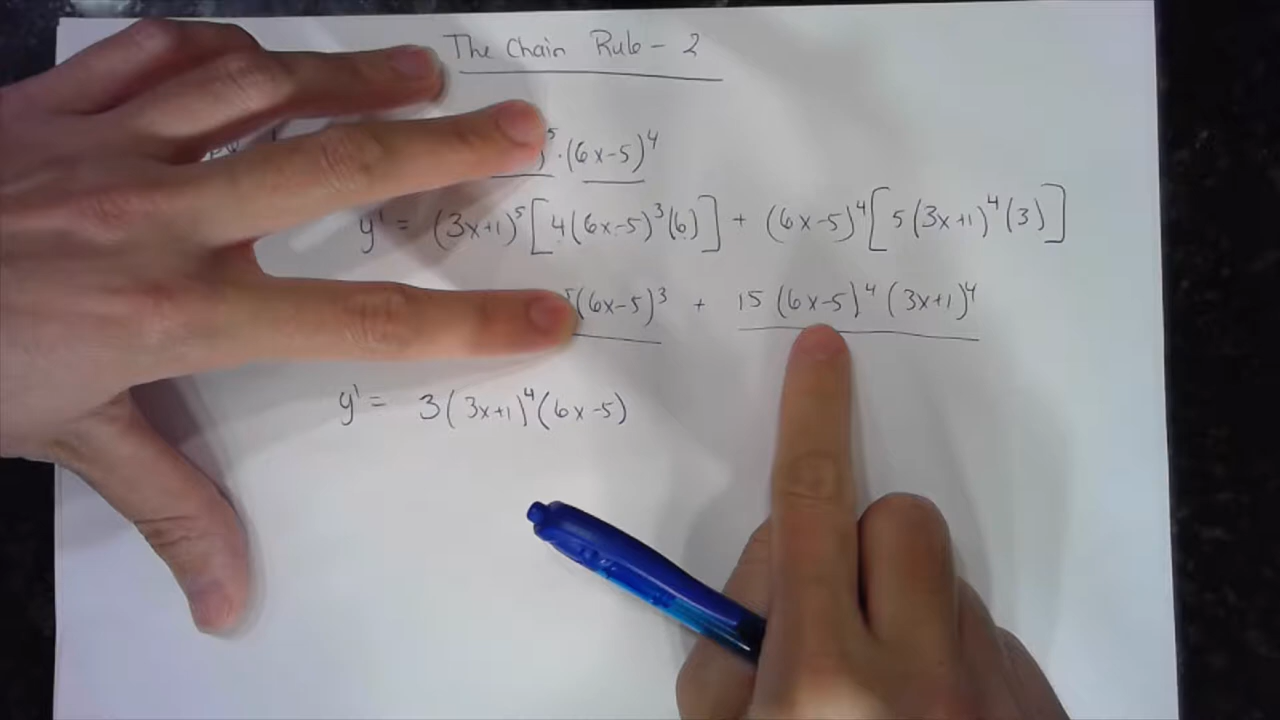 The Chain Rule - 2
)⁵·(6x-5)⁴
y' = (3x+1)⁵[4(6x-5)³(6)] + (6x-5)⁴[5(3x+1)⁴(3)]
⁵(6x-5)³ + 15(6x-5)⁴(3x+1)⁴
y' = 3(3x+1)⁴(6x-5)